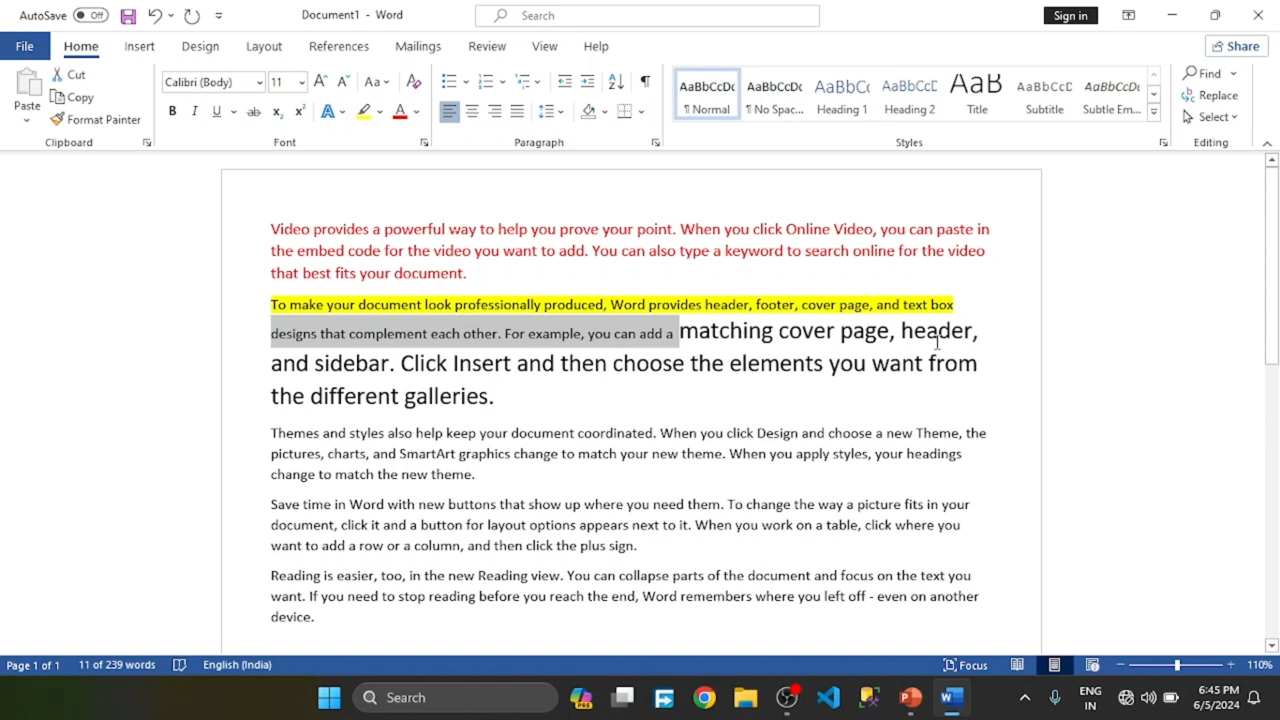 AutoSave Off Document1 - Word Search Sign in
File Home Insert Design Layout References Mailings Review View Help Share
Paste Cut Copy Format Painter Clipboard
Calibri (Body) 11 Font
Paragraph
AaBbCcDc ¶ Normal AaBbCcDc ¶ No Spac... AaBbCc Heading 1 AaBbCcD Heading 2 AaB Title AaBbCcD Subtitle AaBbCcDc Subtle Em... Styles
Find Replace Select Editing
Video provides a powerful way to help you prove your point. When you click Online Video, you can paste in
the embed code for the video you want to add. You can also type a keyword to search online for the video
that best fits your document.
To make your document look professionally produced, Word provides header, footer, cover page, and text box
designs that complement each other. For example, you can add a matching cover page, header,
and sidebar. Click Insert and then choose the elements you want from
the different galleries.
Themes and styles also help keep your document coordinated. When you click Design and choose a new Theme, the
pictures, charts, and SmartArt graphics change to match your new theme. When you apply styles, your headings
change to match the new theme.
Save time in Word with new buttons that show up where you need them. To change the way a picture fits in your
document, click it and a button for layout options appears next to it. When you work on a table, click where you
want to add a row or a column, and then click the plus sign.
Reading is easier, too, in the new Reading view. You can collapse parts of the document and focus on the text you
want. If you need to stop reading before you reach the end, Word remembers where you left off - even on another
device.
Page 1 of 1 11 of 239 words English (India) Focus 110%
Search ENG IN 6:45 PM 6/5/2024